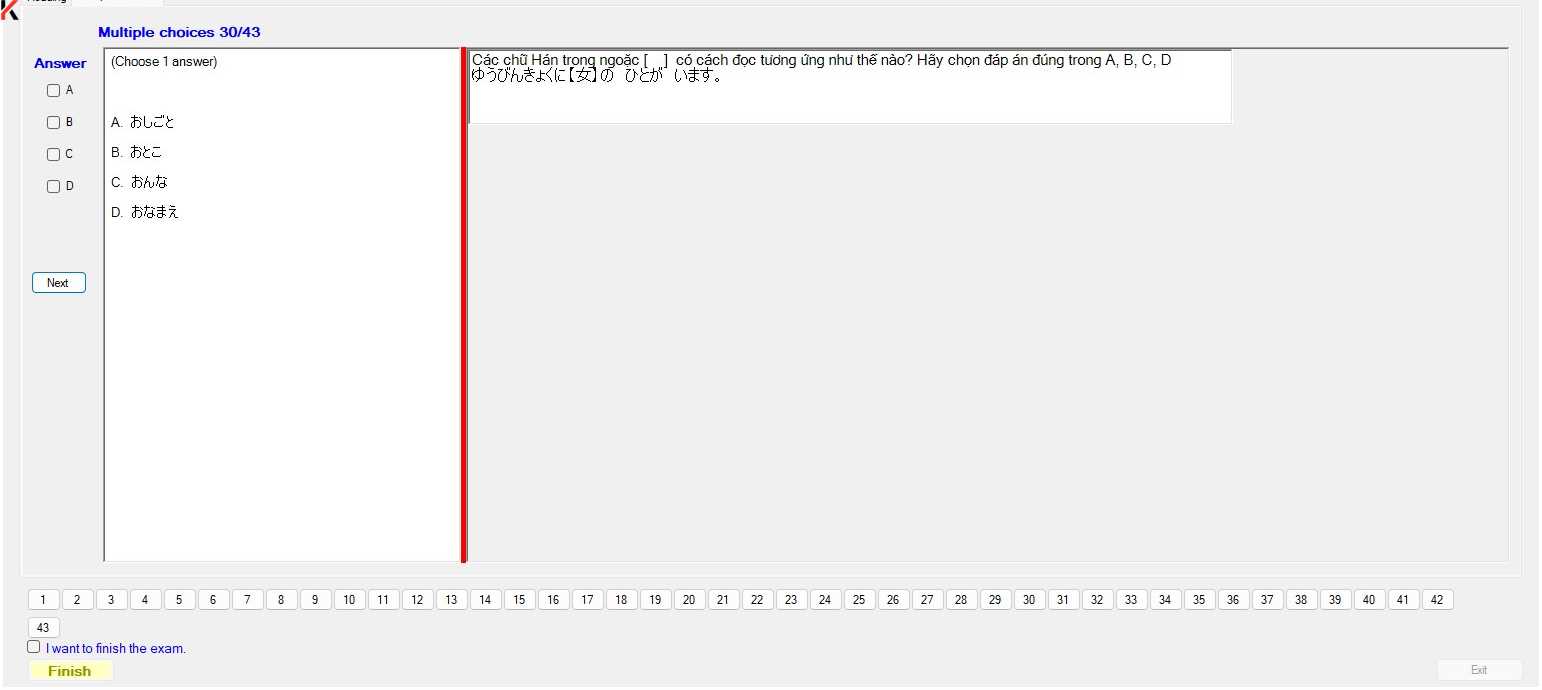 Multiple choices 30/43
Answer
A
B
C
D
Next
(Choose 1 answer)
A. おしごと
B. おとこ
C. おんな
D. おなまえ
Các chữ Hán trong ngoặc [ ] có cách đọc tương ứng như thế nào? Hãy chọn đáp án đúng trong A, B, C, D
ゆうびんきょくに【女】の ひとが います。
1 2 3 4 5 6 7 8 9 10 11 12 13 14 15 16 17 18 19 20 21 22 23 24 25 26 27 28 29 30 31 32 33 34 35 36 37 38 39 40 41 42
43
I want to finish the exam.
Finish
Exit